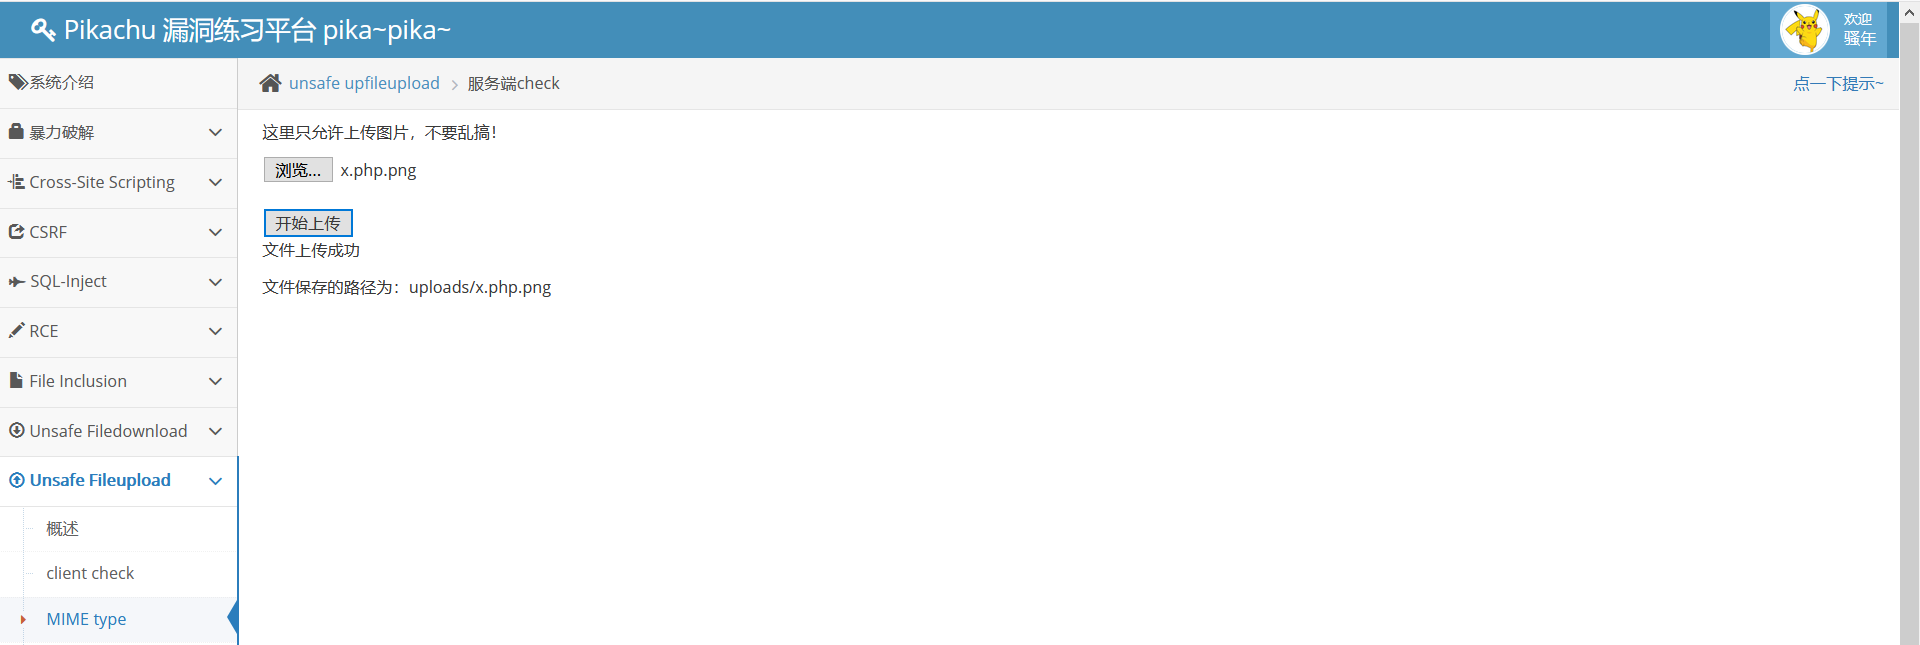 Pikachu 漏洞练习平台 pika~pika~
欢迎
骚年
系统介绍
暴力破解
Cross-Site Scripting
CSRF
SQL-Inject
RCE
File Inclusion
Unsafe Filedownload
Unsafe Fileupload
概述
client check
MIME type
unsafe upfileupload > 服务端check
点一下提示~
这里只允许上传图片，不要乱搞！
浏览... x.php.png
开始上传
文件上传成功
文件保存的路径为：uploads/x.php.png